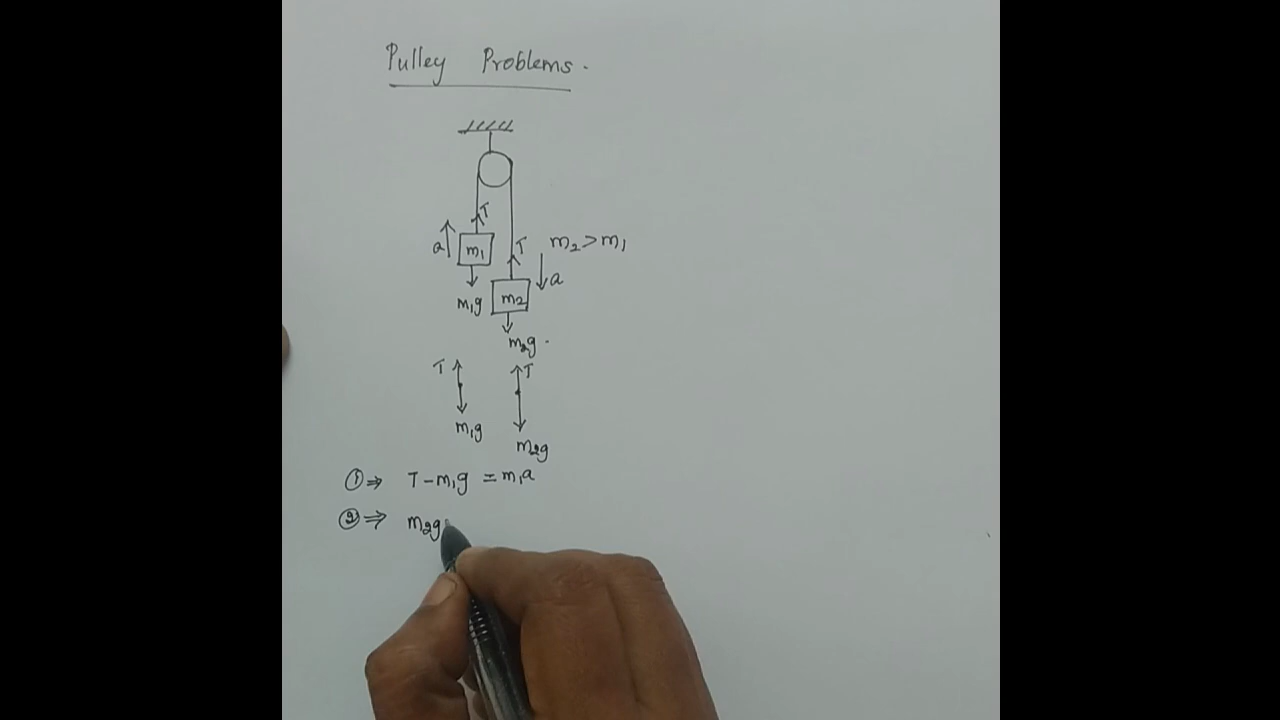 Pulley Problems.
T
T
a
m₁
m₂>m₁
a
m₁g
m₂
m₂g.
T
T
m₁g
m₂g
① ⇒ T-m₁g = m₁a
② ⇒ m₂g